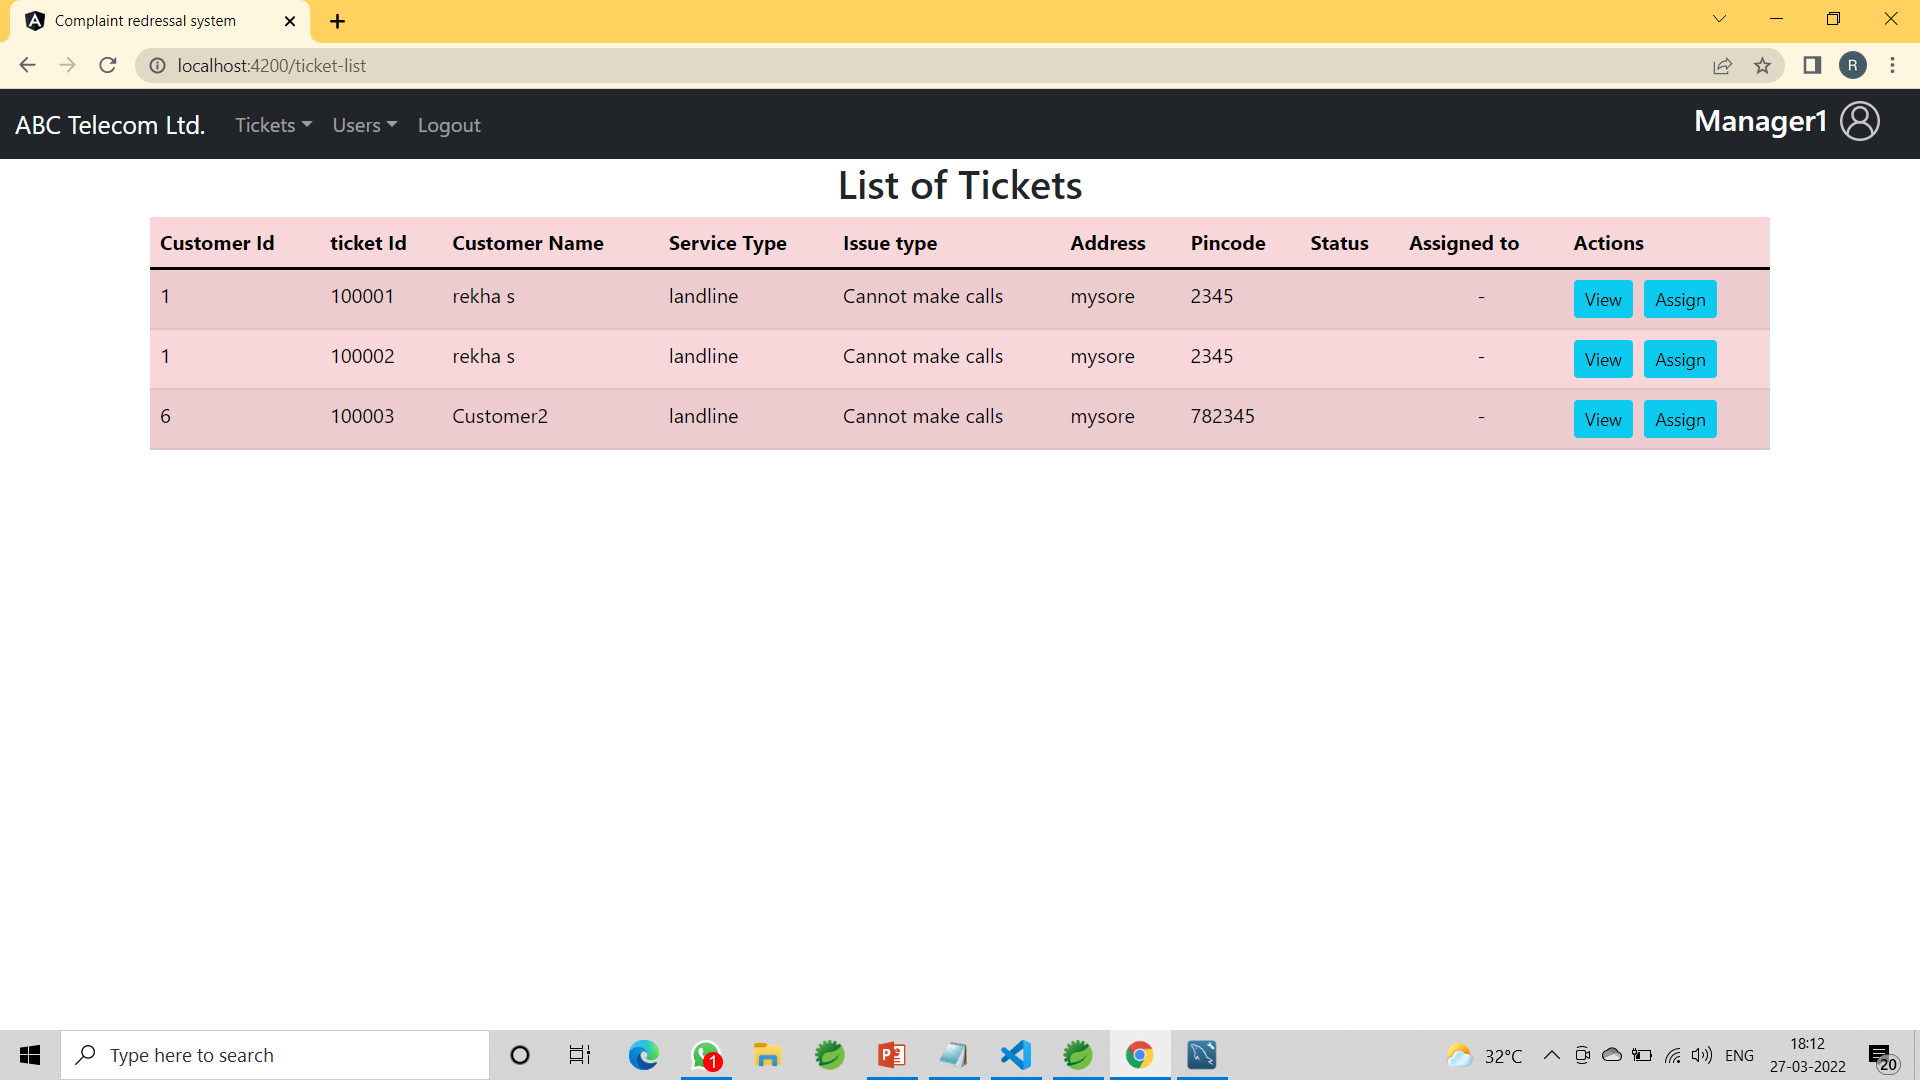 Complaint redressal system
localhost:4200/ticket-list
R
ABC Telecom Ltd. Tickets Users Logout Manager1
List of Tickets
Customer Id ticket Id Customer Name Service Type Issue type Address Pincode Status Assigned to Actions
1 100001 rekha s landline Cannot make calls mysore 2345 - View Assign
1 100002 rekha s landline Cannot make calls mysore 2345 - View Assign
6 100003 Customer2 landline Cannot make calls mysore 782345 - View Assign
Type here to search 1 32°C ENG 18:12
27-03-2022 20